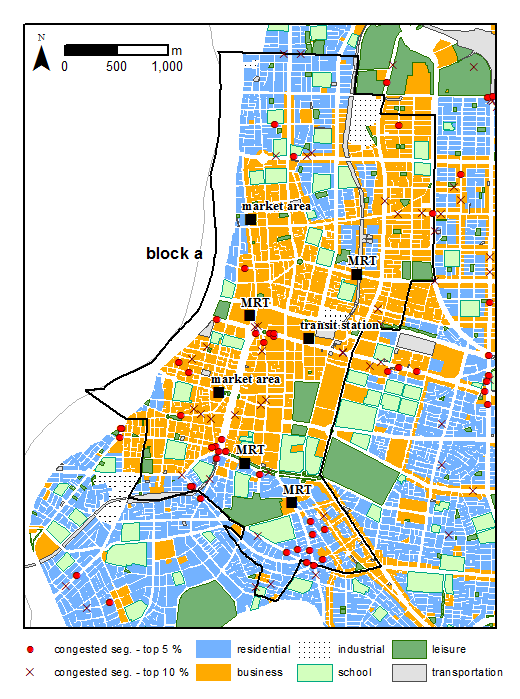 N
m
0 500 1,000
market area
block a
MRT
MRT
transit station
market area
MRT
MRT
congested seg. - top 5 % residential industrial leisure
congested seg. - top 10 % business school transportation